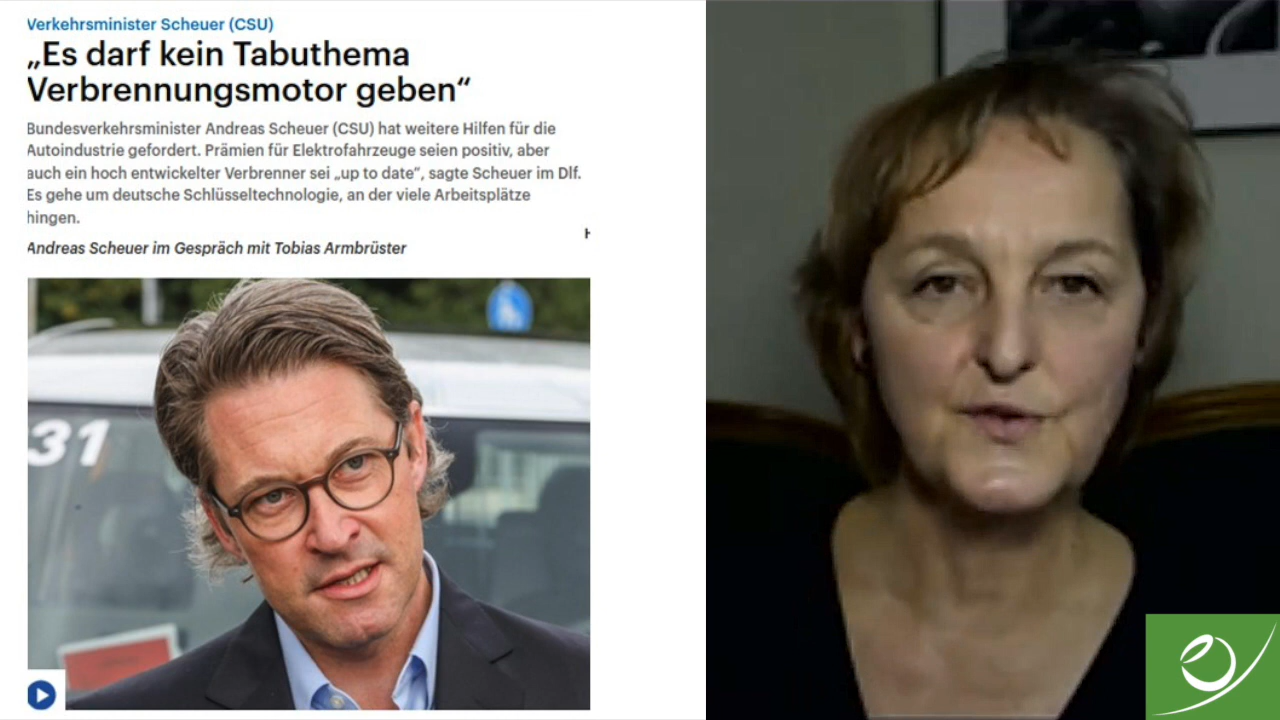 Verkehrsminister Scheuer (CSU)
„Es darf kein Tabuthema
Verbrennungsmotor geben“
Bundesverkehrsminister Andreas Scheuer (CSU) hat weitere Hilfen für die
Autoindustrie gefordert. Prämien für Elektrofahrzeuge seien positiv, aber
auch ein hoch entwickelter Verbrenner sei „up to date“, sagte Scheuer im Dlf.
Es gehe um deutsche Schlüsseltechnologie, an der viele Arbeitsplätze
hingen.
H
Andreas Scheuer im Gespräch mit Tobias Armbrüster
31